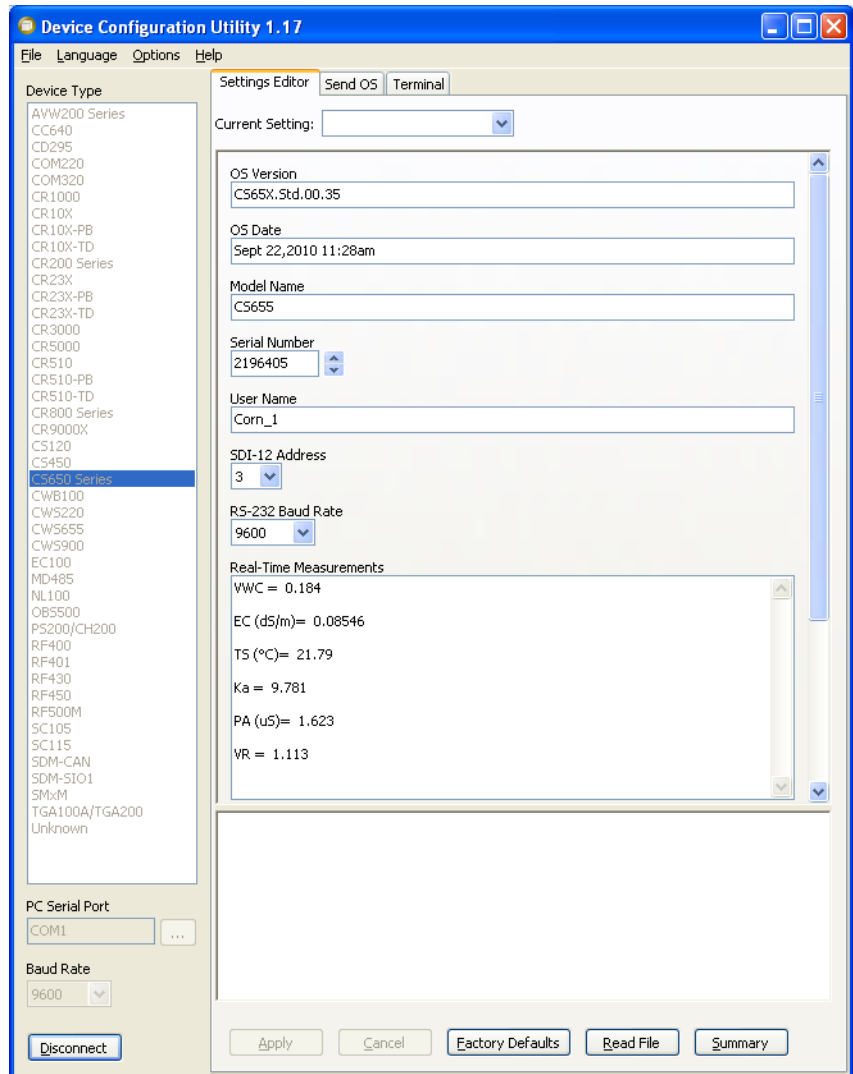 Device Configuration Utility 1.17
File Language Options Help
Device Type
AVW200 Series
CC640
CD295
COM220
COM320
CR1000
CR10X
CR10X-PB
CR10X-TD
CR200 Series
CR23X
CR23X-PB
CR23X-TD
CR3000
CR5000
CR510
CR510-PB
CR510-TD
CR800 Series
CR9000X
CS120
CS450
CS650 Series
CWB100
CWS220
CWS655
CWS900
EC100
MD485
NL100
OBS500
PS200/CH200
RF400
RF401
RF430
RF450
RF500M
SC105
SC115
SDM-CAN
SDM-SIO1
SMxM
TGA100A/TGA200
Unknown
PC Serial Port
COM1 ...
Baud Rate
9600
Disconnect
Settings Editor Send OS Terminal
Current Setting:
OS Version
CS65X.Std.00.35
OS Date
Sept 22,2010 11:28am
Model Name
CS655
Serial Number
2196405
User Name
Corn_1
SDI-12 Address
3
RS-232 Baud Rate
9600
Real-Time Measurements
VWC = 0.184
EC (dS/m)= 0.08546
TS (°C)= 21.79
Ka = 9.781
PA (uS)= 1.623
VR = 1.113
Apply Cancel Factory Defaults Read File Summary